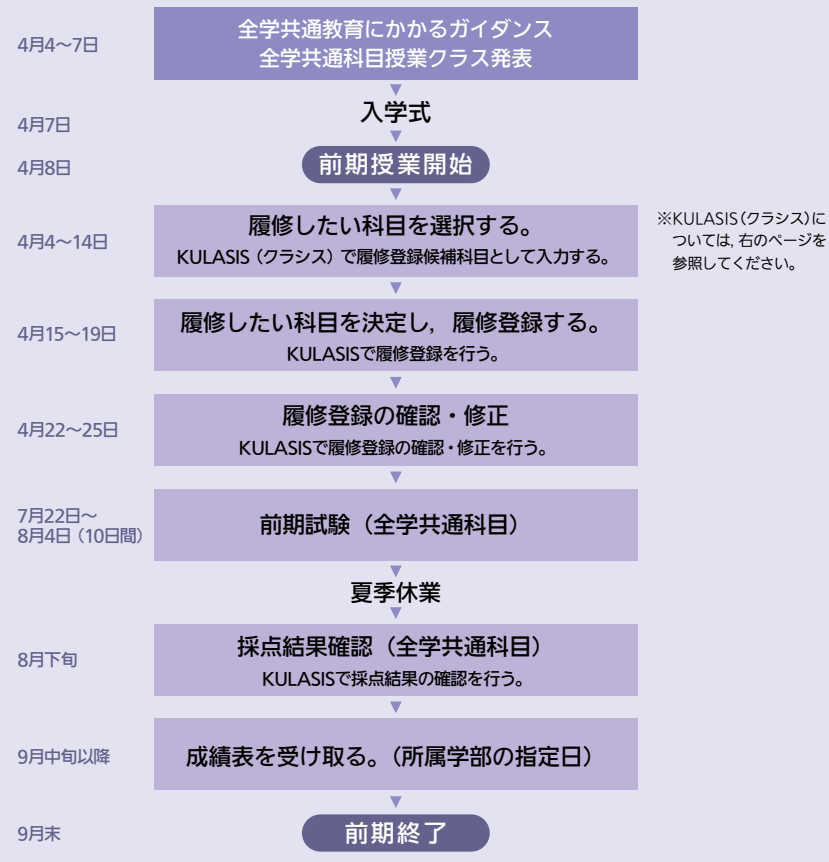 4月4〜7日
全学共通教育にかかるガイダンス
全学共通科目授業クラス発表
4月7日
入学式
4月8日
前期授業開始
4月4〜14日
履修したい科目を選択する。
KULASIS（クラシス）で履修登録候補科目として入力する。
※KULASIS（クラシス）に
ついては，右のページを
参照してください。
4月15〜19日
履修したい科目を決定し，履修登録する。
KULASISで履修登録を行う。
4月22〜25日
履修登録の確認・修正
KULASISで履修登録の確認・修正を行う。
7月22日〜
8月4日（10日間）
前期試験（全学共通科目）
夏季休業
8月下旬
採点結果確認（全学共通科目）
KULASISで採点結果の確認を行う。
9月中旬以降
成績表を受け取る。（所属学部の指定日）
9月末
前期終了